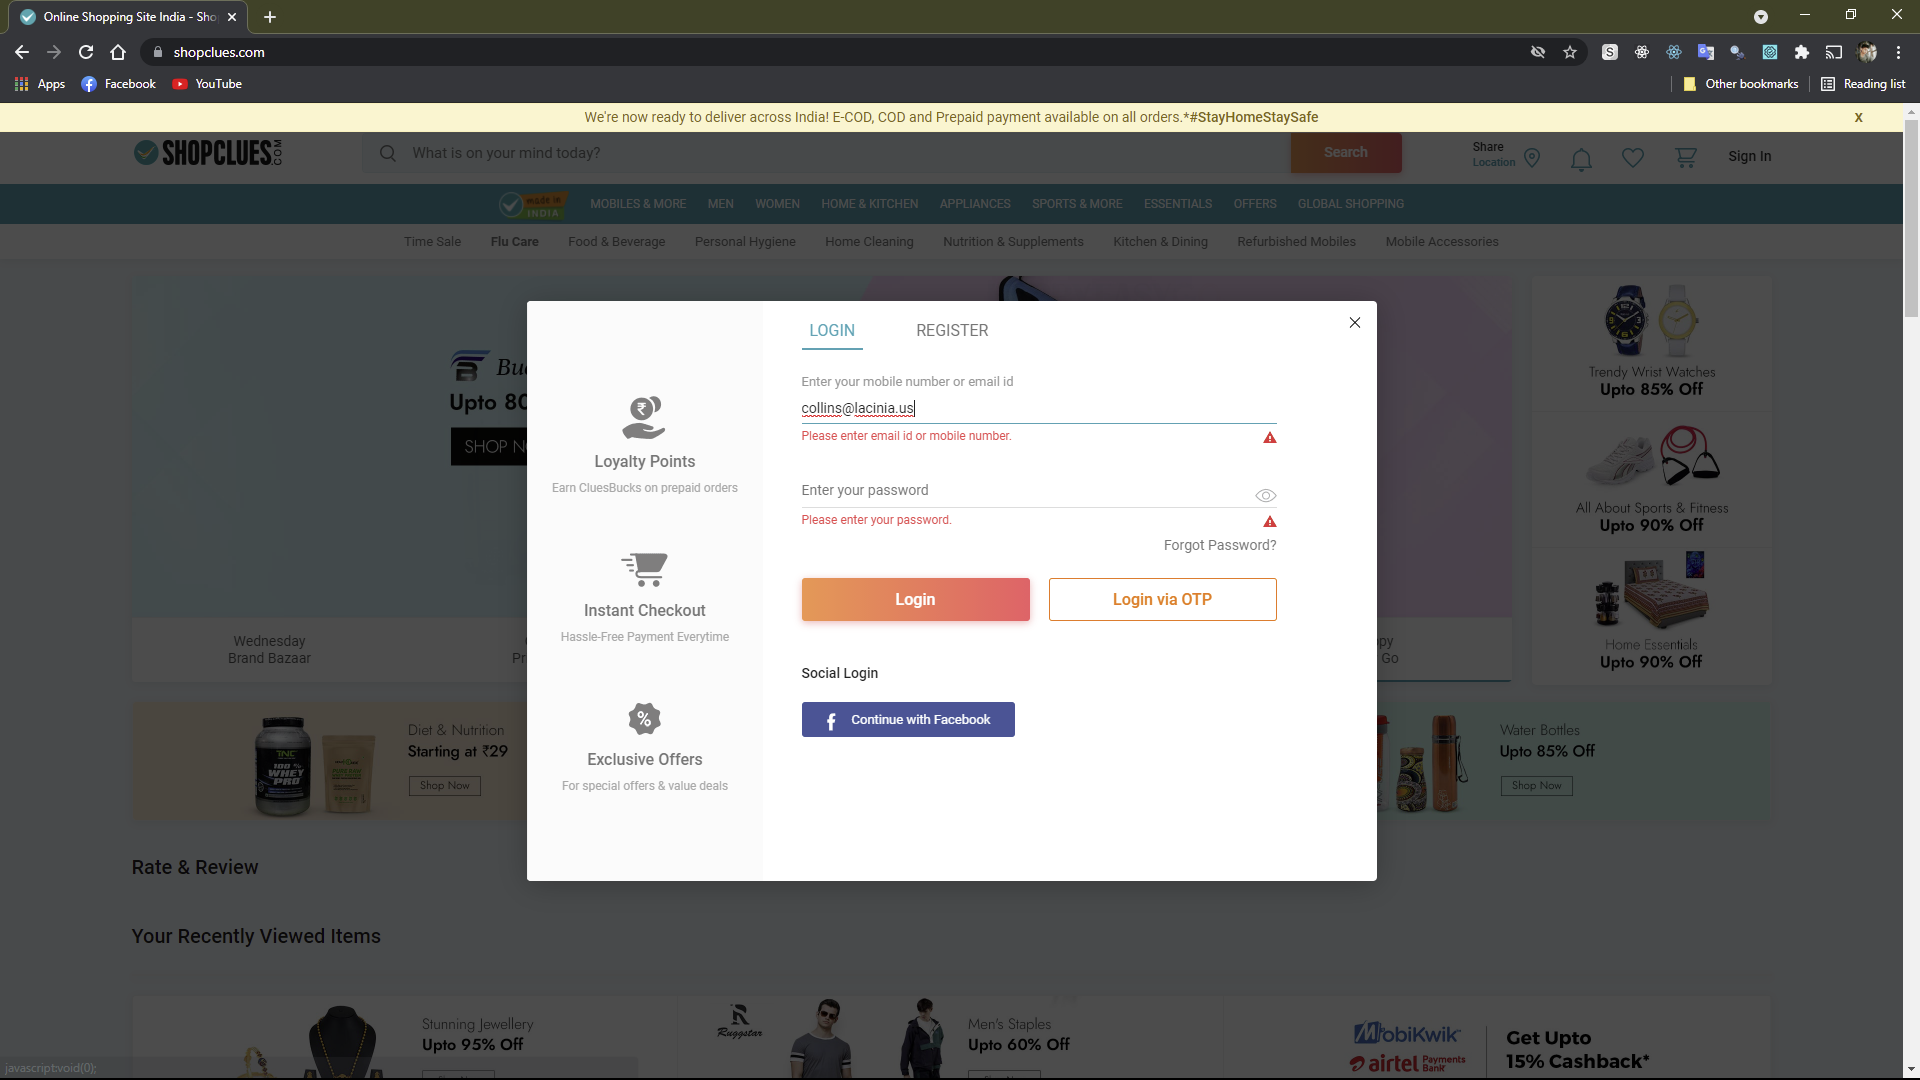 Online Shopping Site India - Sho
shopclues.com
Apps
Facebook
YouTube
Other bookmarks
Reading list
We're now ready to deliver across India! E-COD, COD and Prepaid payment available on all orders.*#StayHomeStaySafe
X
SHOPCLUES.COM
What is on your mind today?
Search
Share
Location
Sign In
made in
INDIA
MOBILES & MORE
MEN
WOMEN
HOME & KITCHEN
APPLIANCES
SPORTS & MORE
ESSENTIALS
OFFERS
GLOBAL SHOPPING
Time Sale
Flu Care
Food & Beverage
Personal Hygiene
Home Cleaning
Nutrition & Supplements
Kitchen & Dining
Refurbished Mobiles
Mobile Accessories
Upto 80
SHOP
Trendy Wrist Watches
Upto 85% Off
All About Sports & Fitness
Upto 90% Off
Home Essentials
Upto 90% Off
Wednesday
Brand Bazaar
Go
LOGIN
REGISTER
Loyalty Points
Earn CluesBucks on prepaid orders
Instant Checkout
Hassle-Free Payment Everytime
Exclusive Offers
For special offers & value deals
Enter your mobile number or email id
collins@lacinia.us
Please enter email id or mobile number.
Enter your password
Please enter your password.
Forgot Password?
Login
Login via OTP
Social Login
Continue with Facebook
TNC
100 %
WHEY
PRO
Diet & Nutrition
Starting at ₹29
Shop Now
Water Bottles
Upto 85% Off
Shop Now
Rate & Review
Your Recently Viewed Items
Stunning Jewellery
Upto 95% Off
Ruggstar
Men's Staples
Upto 60% Off
MobiKwik
airtel Payments Bank
Get Upto
15% Cashback*
javascript:void(0);